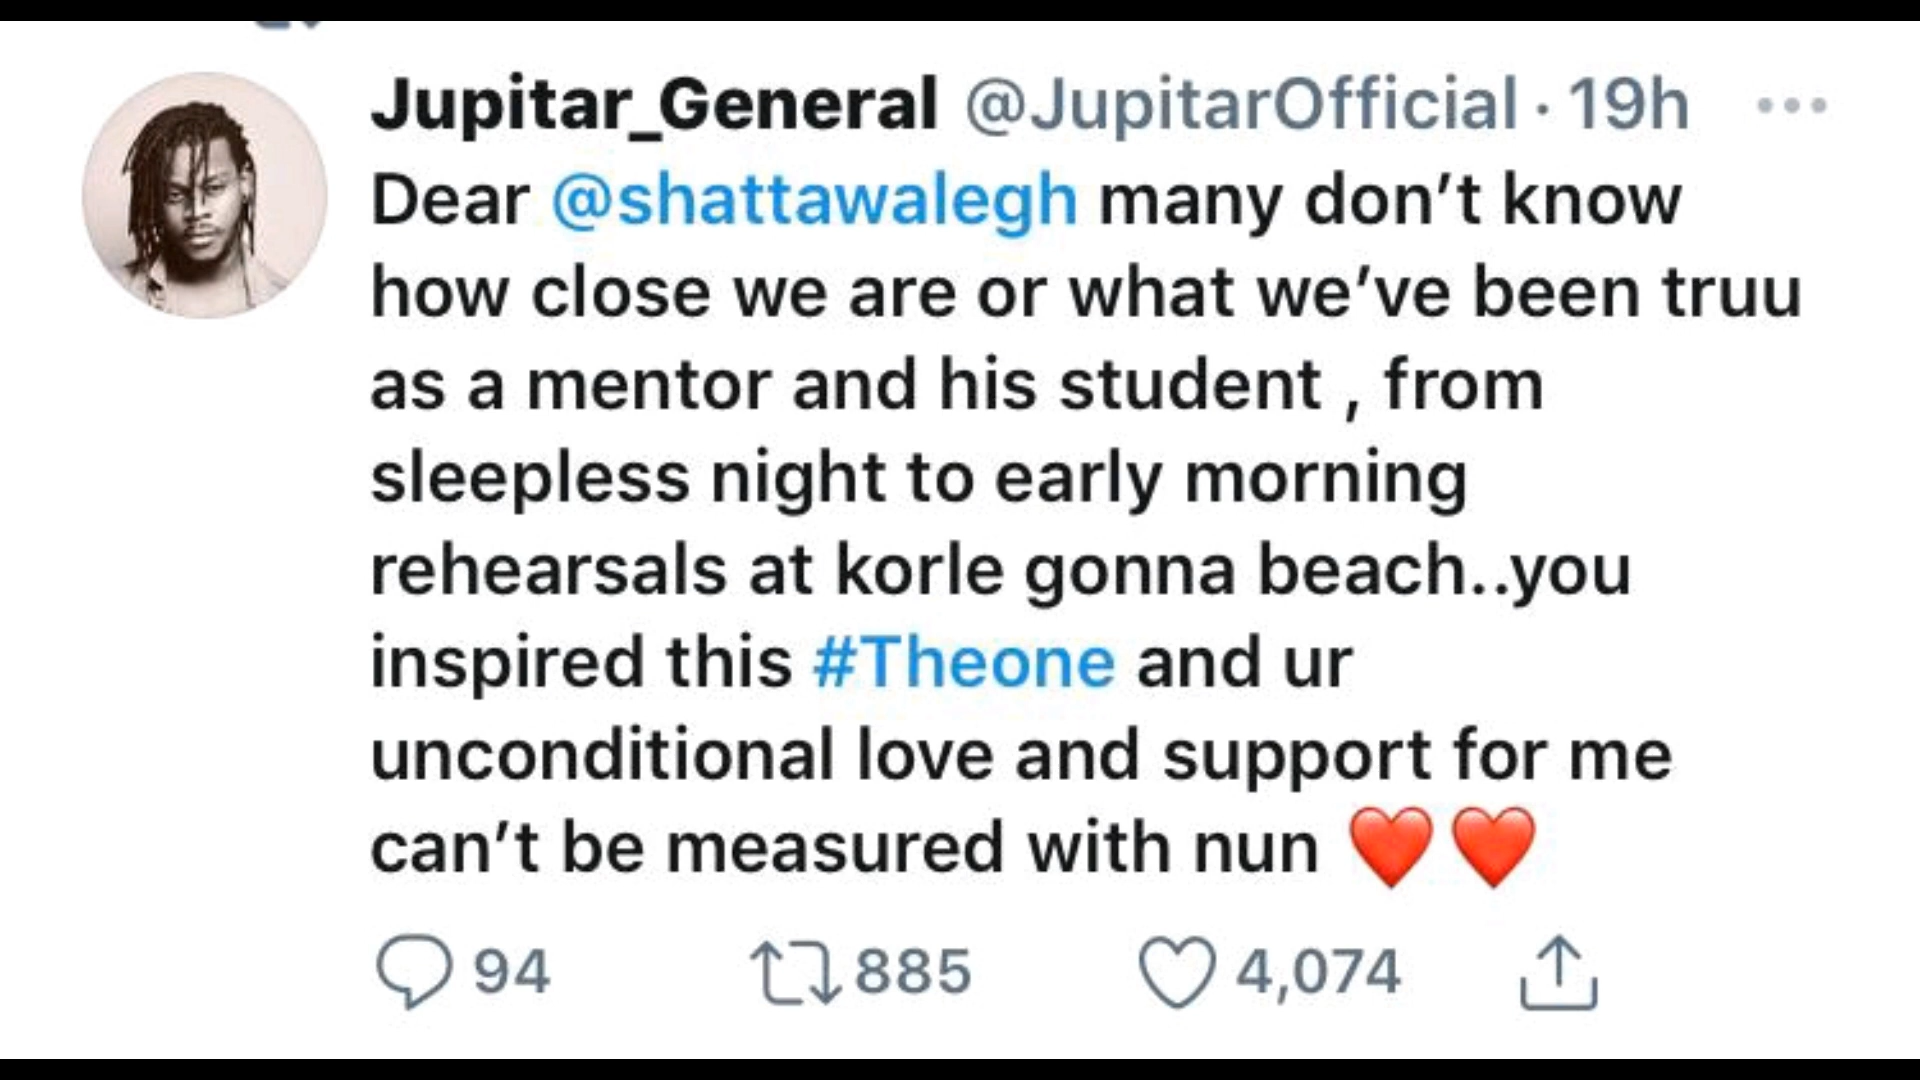 Jupitar_General @JupitarOfficial · 19h
Dear @shattawalegh many don’t know
how close we are or what we’ve been truu
as a mentor and his student , from
sleepless night to early morning
rehearsals at korle gonna beach..you
inspired this #Theone and ur
unconditional love and support for me
can’t be measured with nun ❤️❤️
94 885 4,074